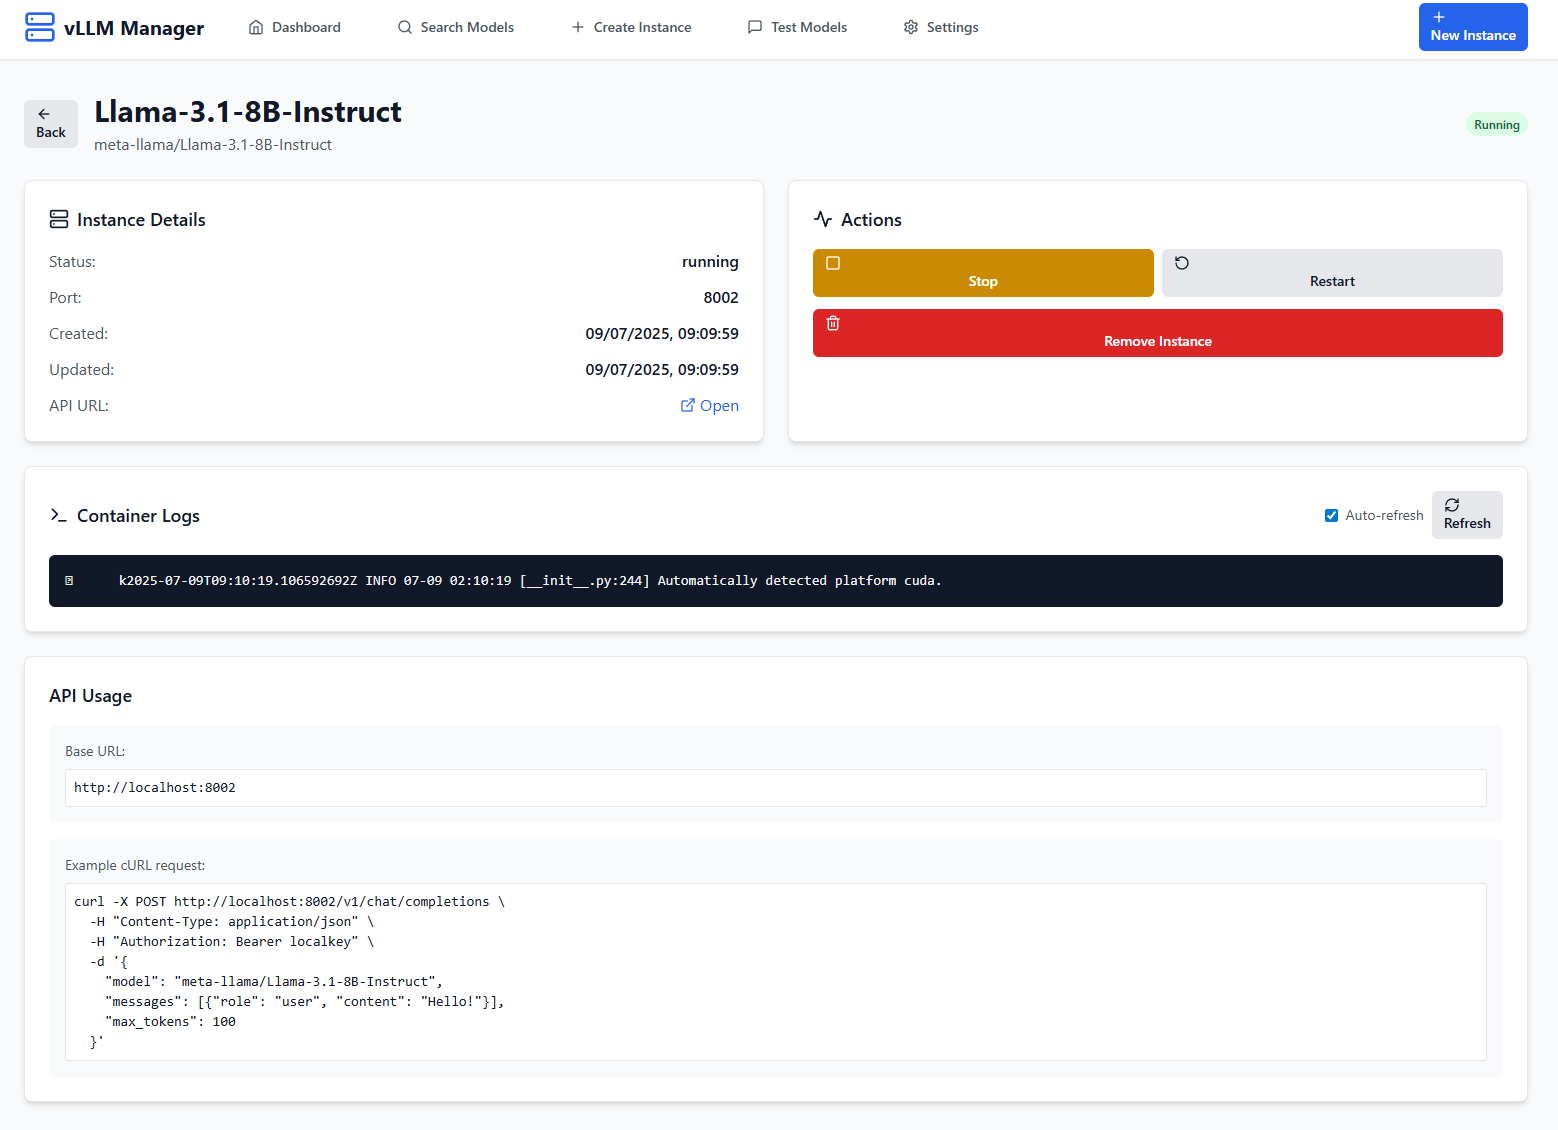 vLLM Manager
Dashboard
Search Models
Create Instance
Test Models
Settings
New Instance
Back
Llama-3.1-8B-Instruct
meta-llama/Llama-3.1-8B-Instruct
Running
Instance Details
Status: running
Port: 8002
Created: 09/07/2025, 09:09:59
Updated: 09/07/2025, 09:09:59
API URL: Open
Actions
Stop
Restart
Remove Instance
Container Logs
Auto-refresh
Refresh
k2025-07-09T09:10:19.106592692Z INFO 07-09 02:10:19 [__init__.py:244] Automatically detected platform cuda.
API Usage
Base URL:
http://localhost:8002
Example cURL request:
curl -X POST http://localhost:8002/v1/chat/completions \
-H "Content-Type: application/json" \
-H "Authorization: Bearer localkey" \
-d '{
"model": "meta-llama/Llama-3.1-8B-Instruct",
"messages": [{"role": "user", "content": "Hello!"}],
"max_tokens": 100
}'